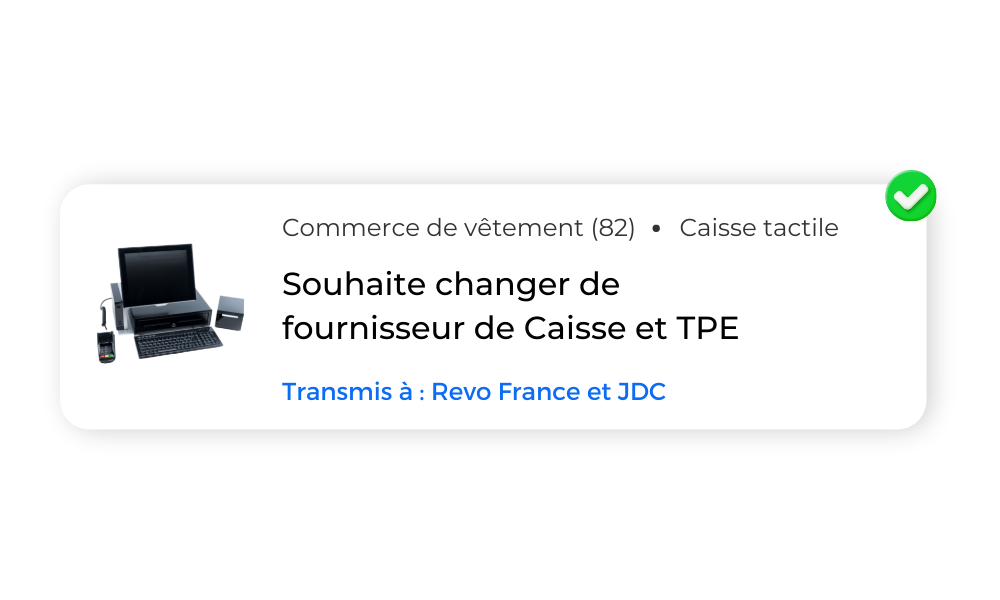 Commerce de vêtement (82) • Caisse tactile
Souhaite changer de
fournisseur de Caisse et TPE
Transmis à : Revo France et JDC